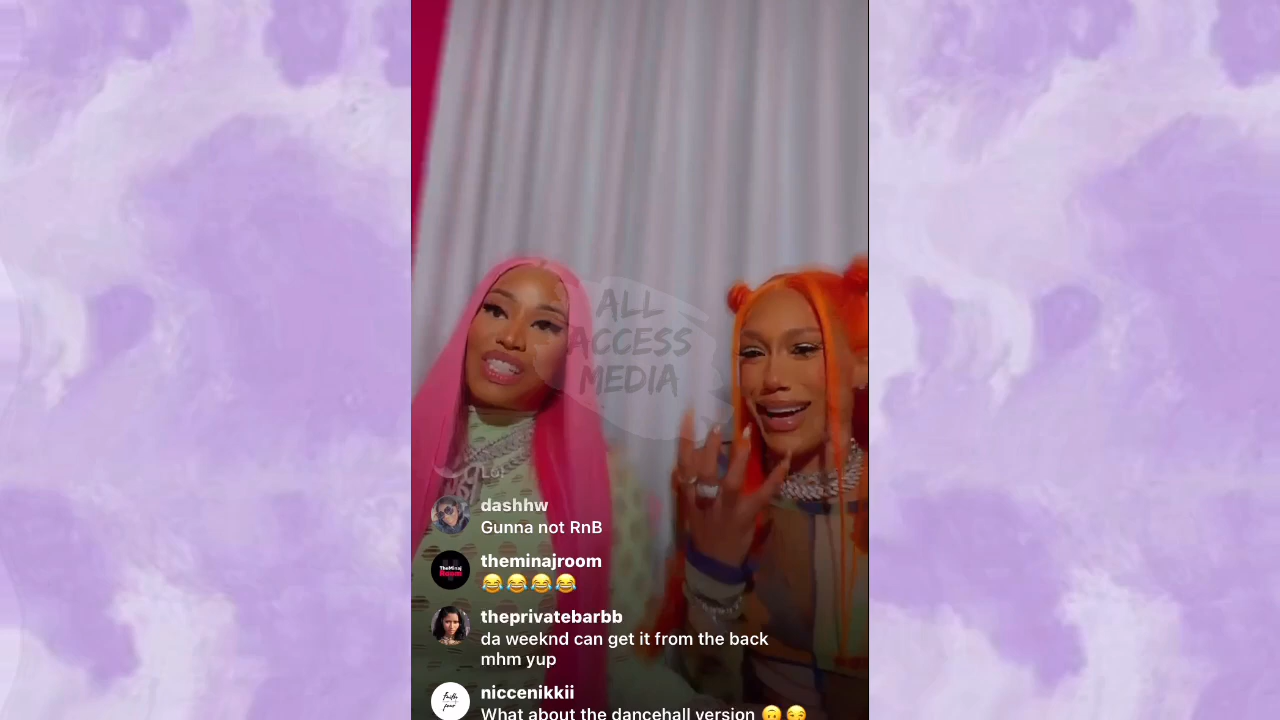 ALL
ACCESS
MEDIA
dashhw
Gunna not RnB
theminajroom
😂😂😂😂
theprivatebarbb
da weeknd can get it from the back
mhm yup
niccenikkii
What about the dancehall version 🙃😏